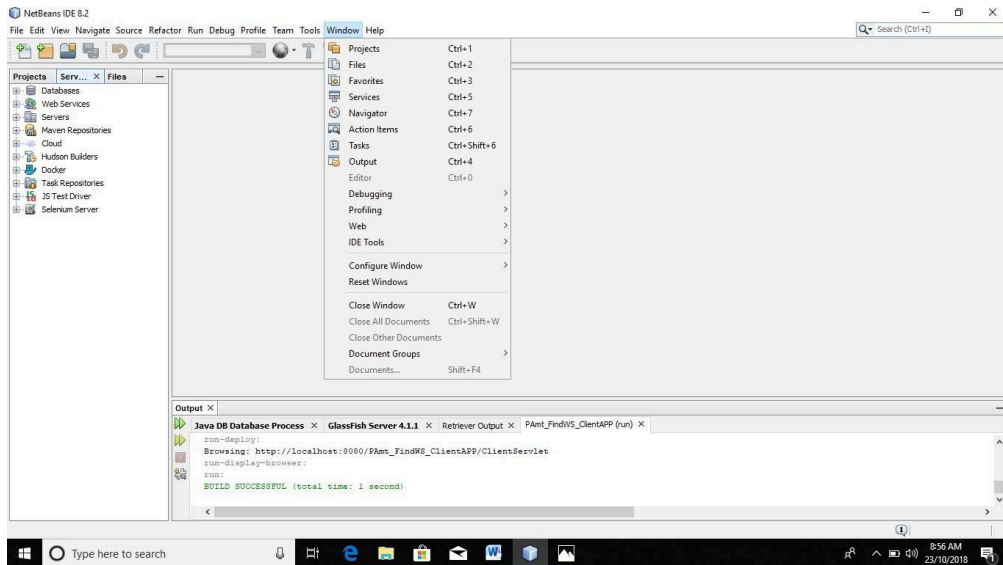 NetBeans IDE 8.2
File Edit View Navigate Source Refactor Run Debug Profile Team Tools Window Help
Search (Ctrl+I)
Projects Serv... Files
Databases
Web Services
Servers
Maven Repositories
Cloud
Hudson Builders
Docker
Task Repositories
JS Test Driver
Selenium Server
Projects Ctrl+1
Files Ctrl+2
Favorites Ctrl+3
Services Ctrl+5
Navigator Ctrl+7
Action Items Ctrl+6
Tasks Ctrl+Shift+6
Output Ctrl+4
Editor Ctrl+0
Debugging
Profiling
Web
IDE Tools
Configure Window
Reset Windows
Close Window Ctrl+W
Close All Documents Ctrl+Shift+W
Close Other Documents
Document Groups
Documents... Shift+F4
Output
Java DB Database Process GlassFish Server 4.1.1 Retriever Output PAmt_FindWS_ClientAPP (run)
run-deploy:
Browsing: http://localhost:8080/PAmt_FindWS_ClientAPP/ClientServlet
run-display-browser:
run:
BUILD SUCCESSFUL (total time: 1 second)
1
Type here to search
8:56 AM
23/10/2018